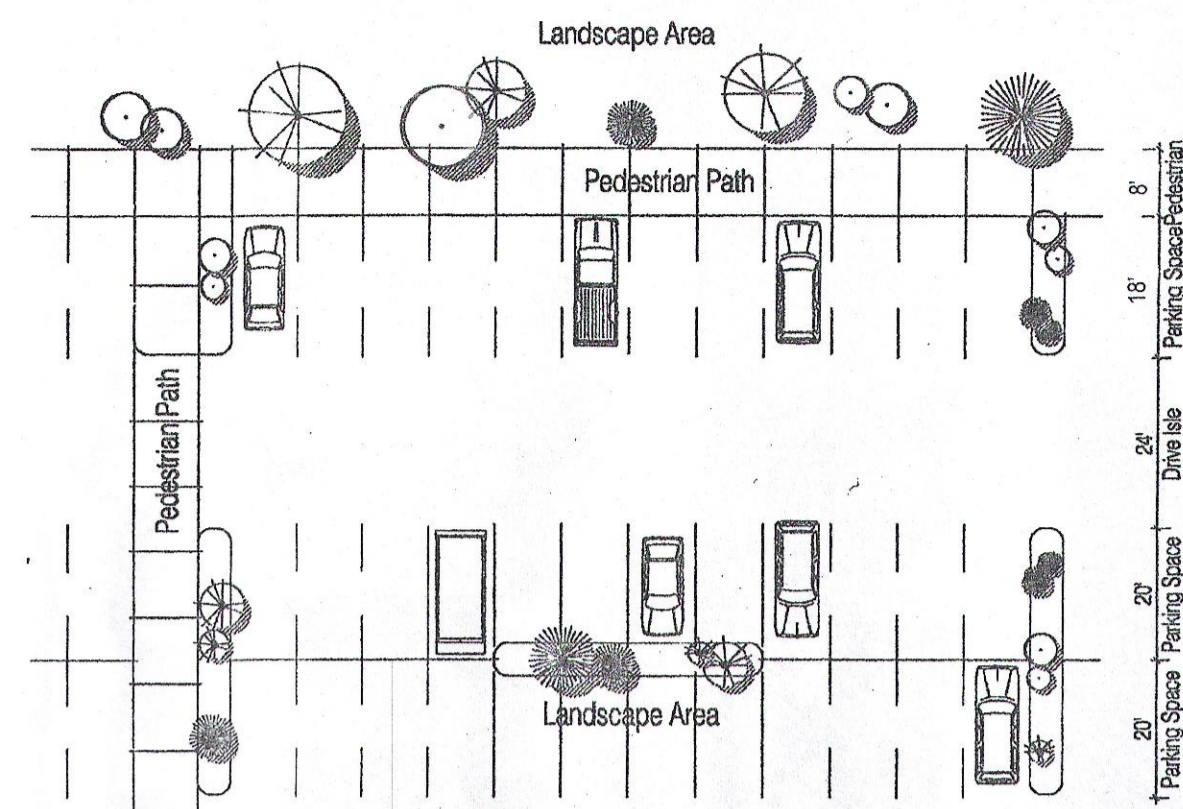 Landscape Area
Pedestrian Path
8' Pedestrian
18' Parking Space
Pedestrian Path
24' Drive Isle
20' Parking Space
Landscape Area
20' Parking Space